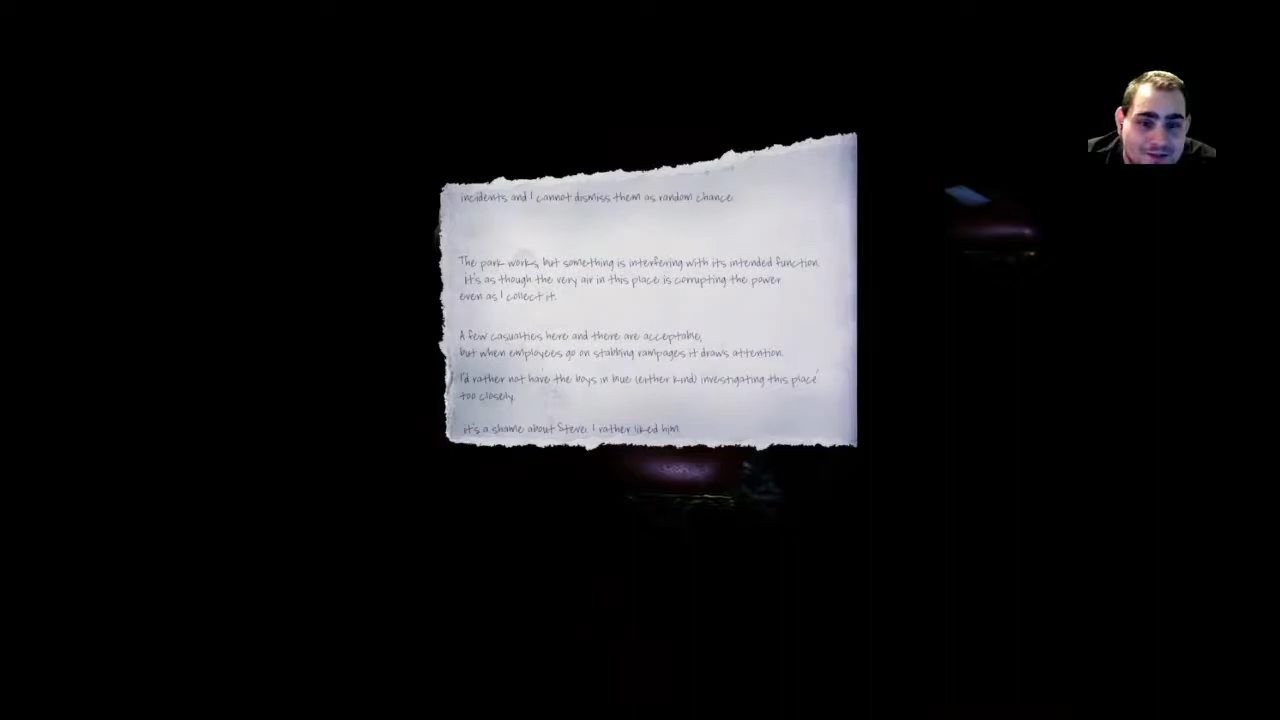 incidents and I cannot dismiss them as random chance.
The park works, but something is interfering with its intended function.
it's as though the very air in this place is corrupting the power
even as I collect it.
A few casualties here and there are acceptable,
but when employees go on stabbing rampages it draws attention.
I'd rather not have the boys in blue (either kind) investigating this place
too closely.
it's a shame about Steve. I rather liked him.